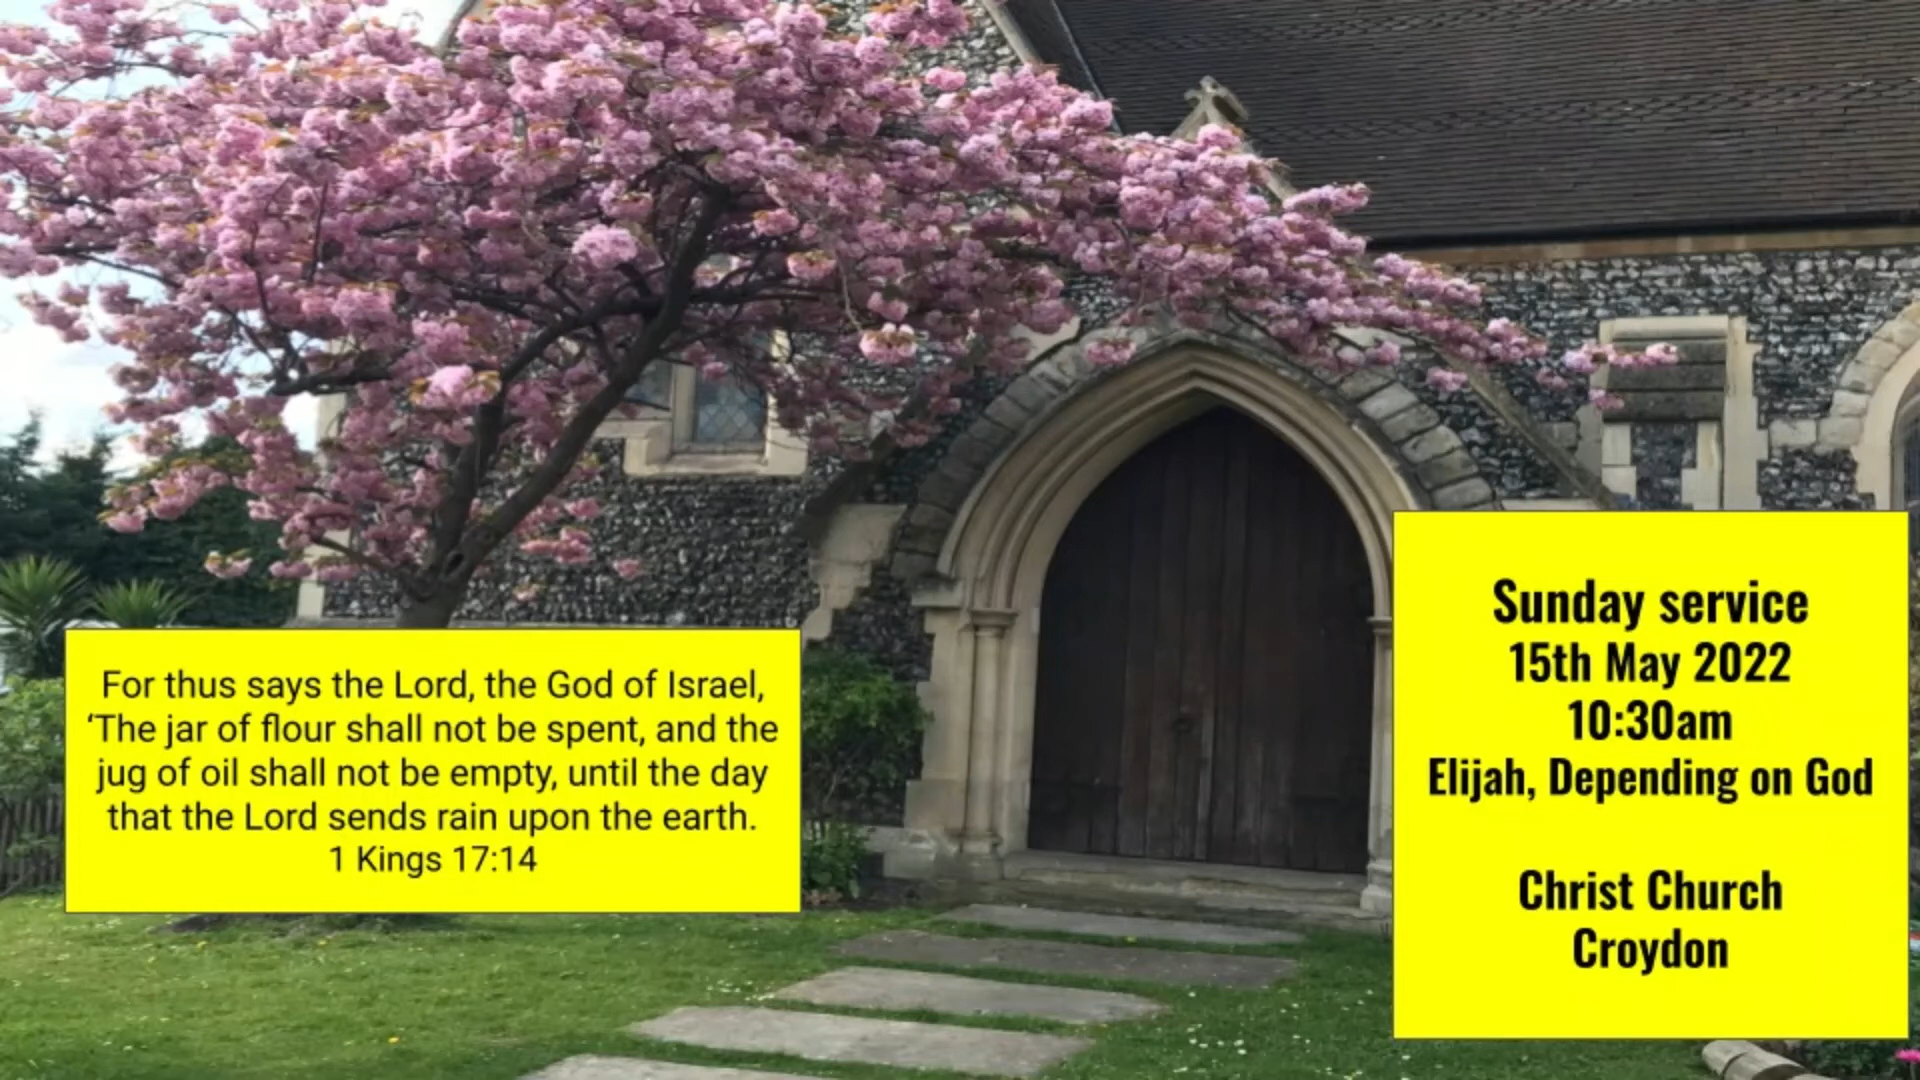 For thus says the Lord, the God of Israel,
‘The jar of flour shall not be spent, and the
jug of oil shall not be empty, until the day
that the Lord sends rain upon the earth.
1 Kings 17:14
Sunday service
15th May 2022
10:30am
Elijah, Depending on God
Christ Church
Croydon